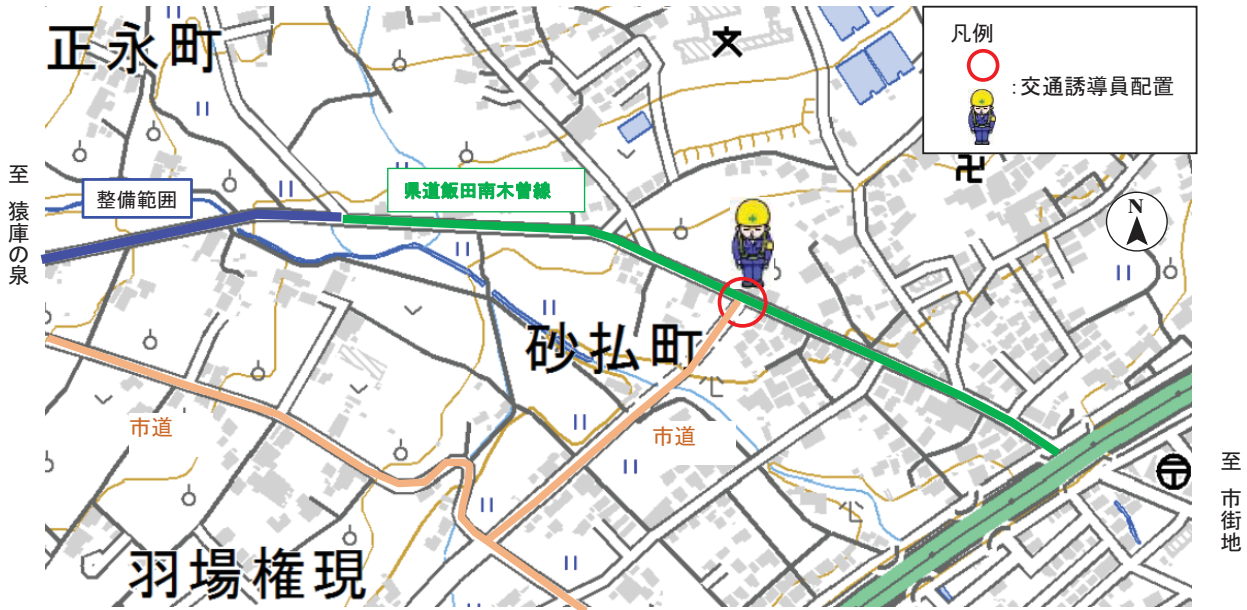 正永町
凡例
:交通誘導員配置
至 猿庫の泉
整備範囲
県道飯田南木曽線
N
砂払町
市道
市道
至 市街地
羽場権現